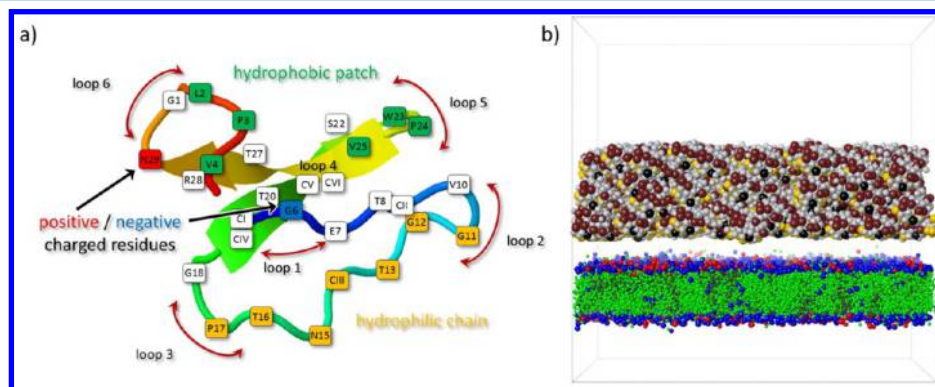 a)
b)
hydrophobic patch
loop 6
loop 5
G1
L2
P3
W23
P24
S22
V25
N29
V4
T27
R28
loop 4
CV
CVI
T20
V10
positive / negative
charged residues
CI
G6
E7
T8
CII
G12
G11
CIV
loop 1
loop 2
G18
CIII
T13
P17
T16
N15
hydrophilic chain
loop 3